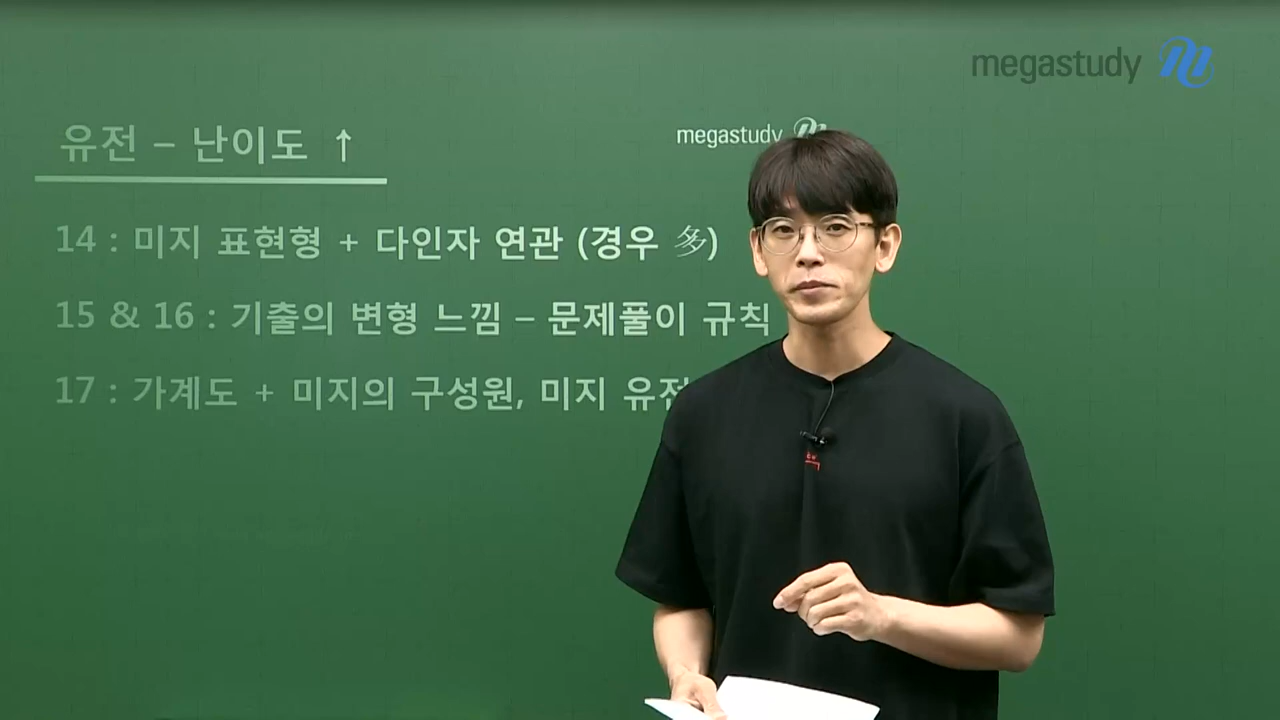 megastudy
유전 – 난이도 ↑
megastudy
14 : 미지 표현형 + 다인자 연관 (경우 多)
15 & 16 : 기출의 변형 느낌 – 문제풀이 규칙
17 : 가계도 + 미지의 구성원, 미지 유전